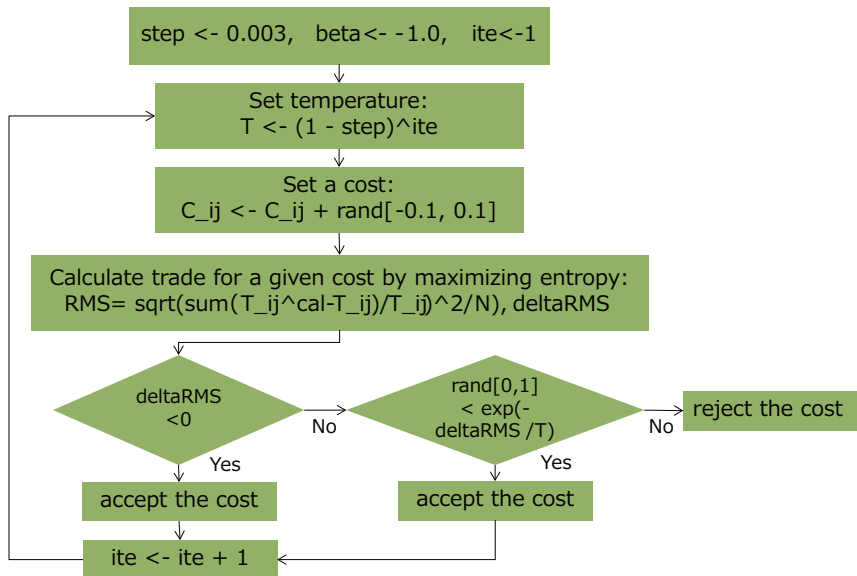 step <- 0.003,   beta<- -1.0,   ite<-1
Set temperature:
T <- (1 - step)^ite
Set a cost:
C_ij <- C_ij + rand[-0.1, 0.1]
Calculate trade for a given cost by maximizing entropy:
RMS= sqrt(sum(T_ij^cal-T_ij)/T_ij)^2/N), deltaRMS
deltaRMS
<0
No
rand[0,1]
< exp(-
deltaRMS /T)
No
reject the cost
Yes
Yes
accept the cost
accept the cost
ite <- ite + 1